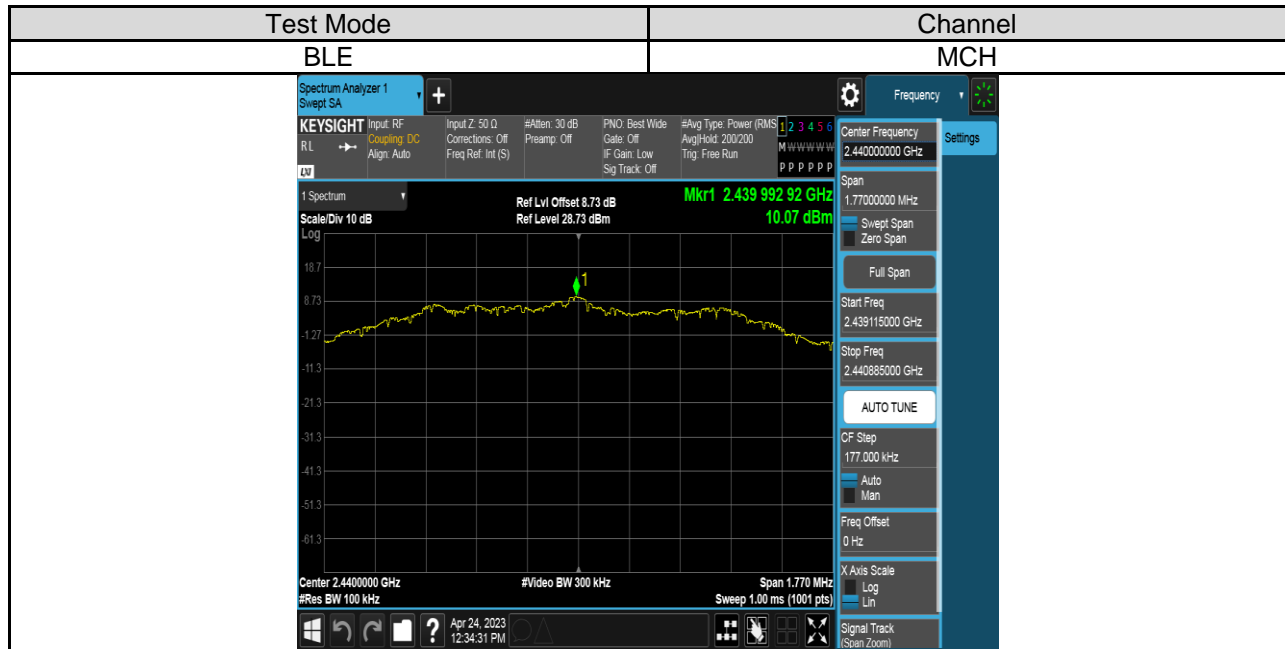 Test Mode
Channel
BLE
MCH
Spectrum Analyzer 1
Swept SA
+
Frequency
KEYSIGHT
RL
LXI
Input: RF
Coupling: DC
Align: Auto
Input Z: 50 Ω
Corrections: Off
Freq Ref: Int (S)
#Atten: 30 dB
Preamp: Off
PNO: Best Wide
Gate: Off
IF Gain: Low
Sig Track: Off
#Avg Type: Power (RMS
Avg|Hold: 200/200
Trig: Free Run
1 2 3 4 5 6
M W W W W W
P P P P P P
1 Spectrum
Scale/Div 10 dB
Log
Ref Lvl Offset 8.73 dB
Ref Level 28.73 dBm
Mkr1 2.439 992 92 GHz
10.07 dBm
18.7
8.73
-1.27
-11.3
-21.3
-31.3
-41.3
-51.3
-61.3
1
Center 2.4400000 GHz
#Res BW 100 kHz
#Video BW 300 kHz
Span 1.770 MHz
Sweep 1.00 ms (1001 pts)
?
Apr 24, 2023
12:34:31 PM
Center Frequency
2.440000000 GHz
Settings
Span
1.77000000 MHz
Swept Span
Zero Span
Full Span
Start Freq
2.439115000 GHz
Stop Freq
2.440885000 GHz
AUTO TUNE
CF Step
177.000 kHz
Auto
Man
Freq Offset
0 Hz
X Axis Scale
Log
Lin
Signal Track
(Span Zoom)